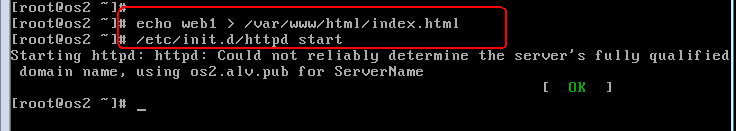 [root@os2 ~]#
[root@os2 ~]# echo web1 > /var/www/html/index.html
[root@os2 ~]# /etc/init.d/httpd start
Starting httpd: httpd: Could not reliably determine the server's fully qualified
domain name, using os2.alv.pub for ServerName
[  OK  ]
[root@os2 ~]# _